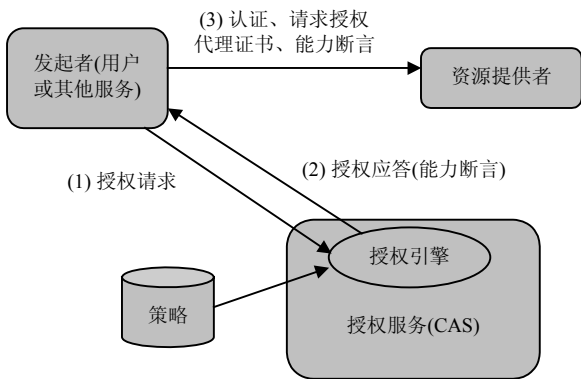 (3) 认证、请求授权
代理证书、能力断言
发起者(用户
或其他服务)
资源提供者
(1) 授权请求
(2) 授权应答(能力断言)
授权引擎
策略
授权服务(CAS)